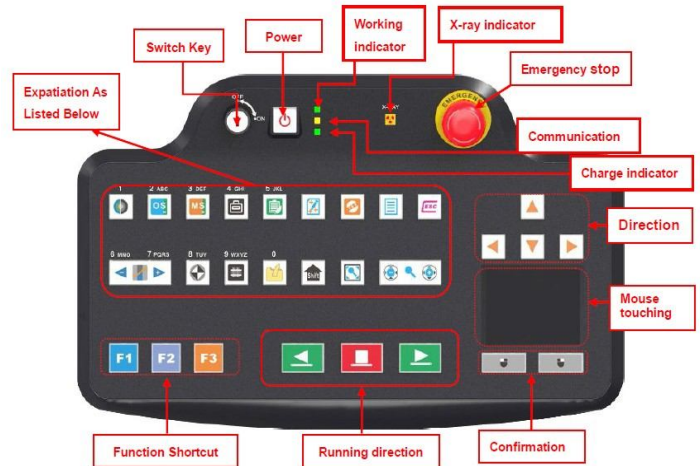 Working
indicator
X-ray indicator
Power
Switch Key
Emergency stop
Expatiation As
Listed Below
OFF
ON
X-RAY
EMERGENCY
Communication
Charge indicator
1
2 ABC
3 DEF
4 GHI
5 JKL
OS
MS
ESC
Direction
6 MNO
7 PQRS
8 TUV
9 WXYZ
0
Shift
Mouse
touching
F1
F2
F3
Function Shortcut
Running direction
Confirmation